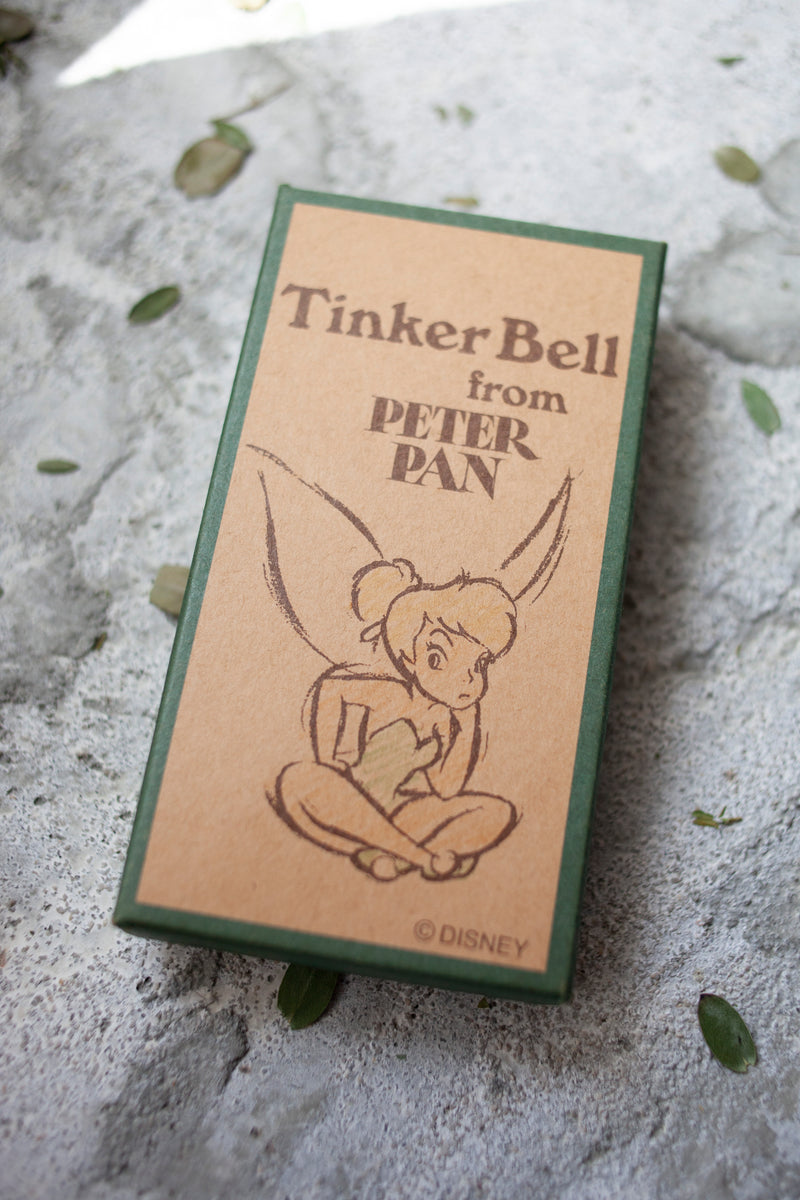 Tinker Bell
from
PETER
PAN
©DISNEY